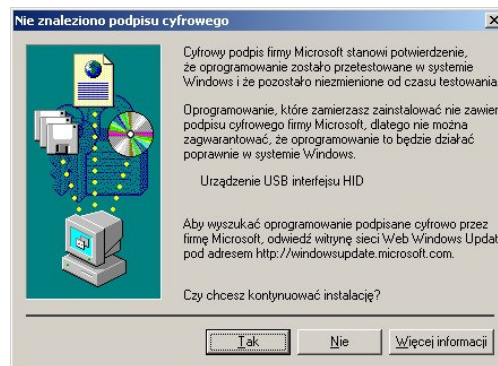 Nie znaleziono podpisu cyfrowego
Cyfrowy podpis firmy Microsoft stanowi potwierdzenie,
że oprogramowanie zostało przetestowane w systemie
Windows i że pozostało niezmienione od czasu testowania
Oprogramowanie, które zamierzasz zainstalować nie zawier
podpisu cyfrowego firmy Microsoft, dlatego nie można
zagwarantować, że oprogramowanie to będzie działać
poprawnie w systemie Windows.
Urządzenie USB interfejsu HID
Aby wyszukać oprogramowanie podpisane cyfrowo przez
firmę Microsoft, odwiedź witrynę sieci Web Windows Updat
pod adresem http://windowsupdate.microsoft.com.
Czy chcesz kontynuować instalację?
Tak
Nie
Więcej informacji